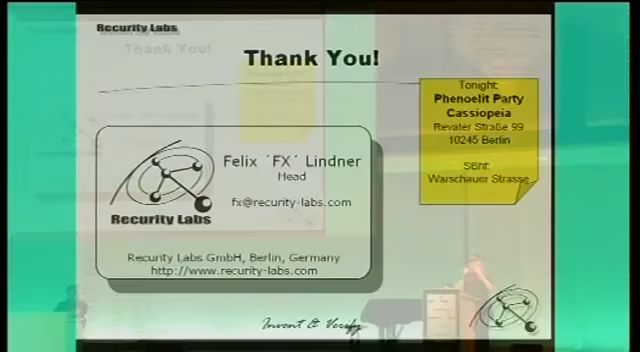 Recurity Labs
Thank You!
Thank You!
Tonight:
Phenoelit Party
Cassiopeia
Revaler Straße 99
10245 Berlin
SBhf:
Warschauer Strasse
Felix ´FX´ Lindner
Head
fx@recurity-labs.com
Recurity Labs
Recurity Labs GmbH, Berlin, Germany
http://www.recurity-labs.com
Invent & Verify